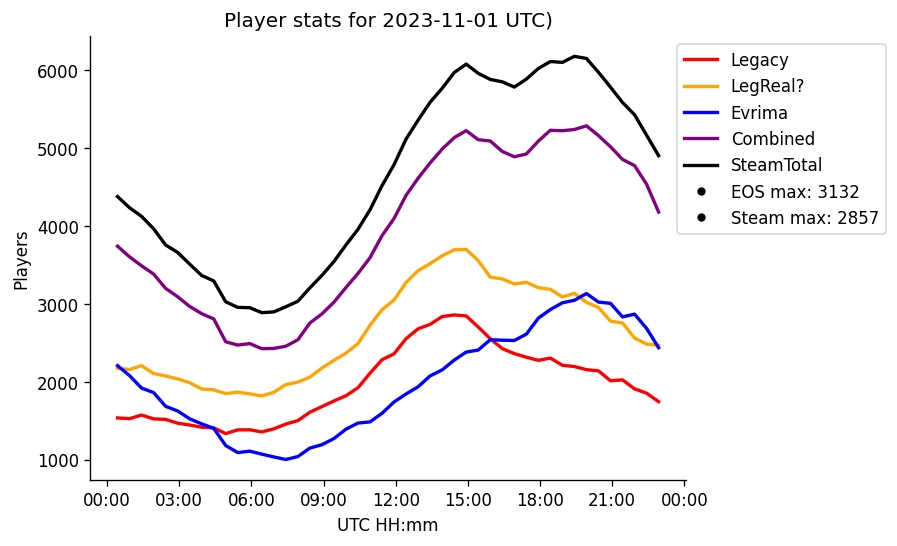 Player stats for 2023-11-01 UTC)
Legacy
LegReal?
Evrima
Combined
SteamTotal
EOS max: 3132
Steam max: 2857
Players
6000
5000
4000
3000
2000
1000
00:00 03:00 06:00 09:00 12:00 15:00 18:00 21:00 00:00
UTC HH:mm